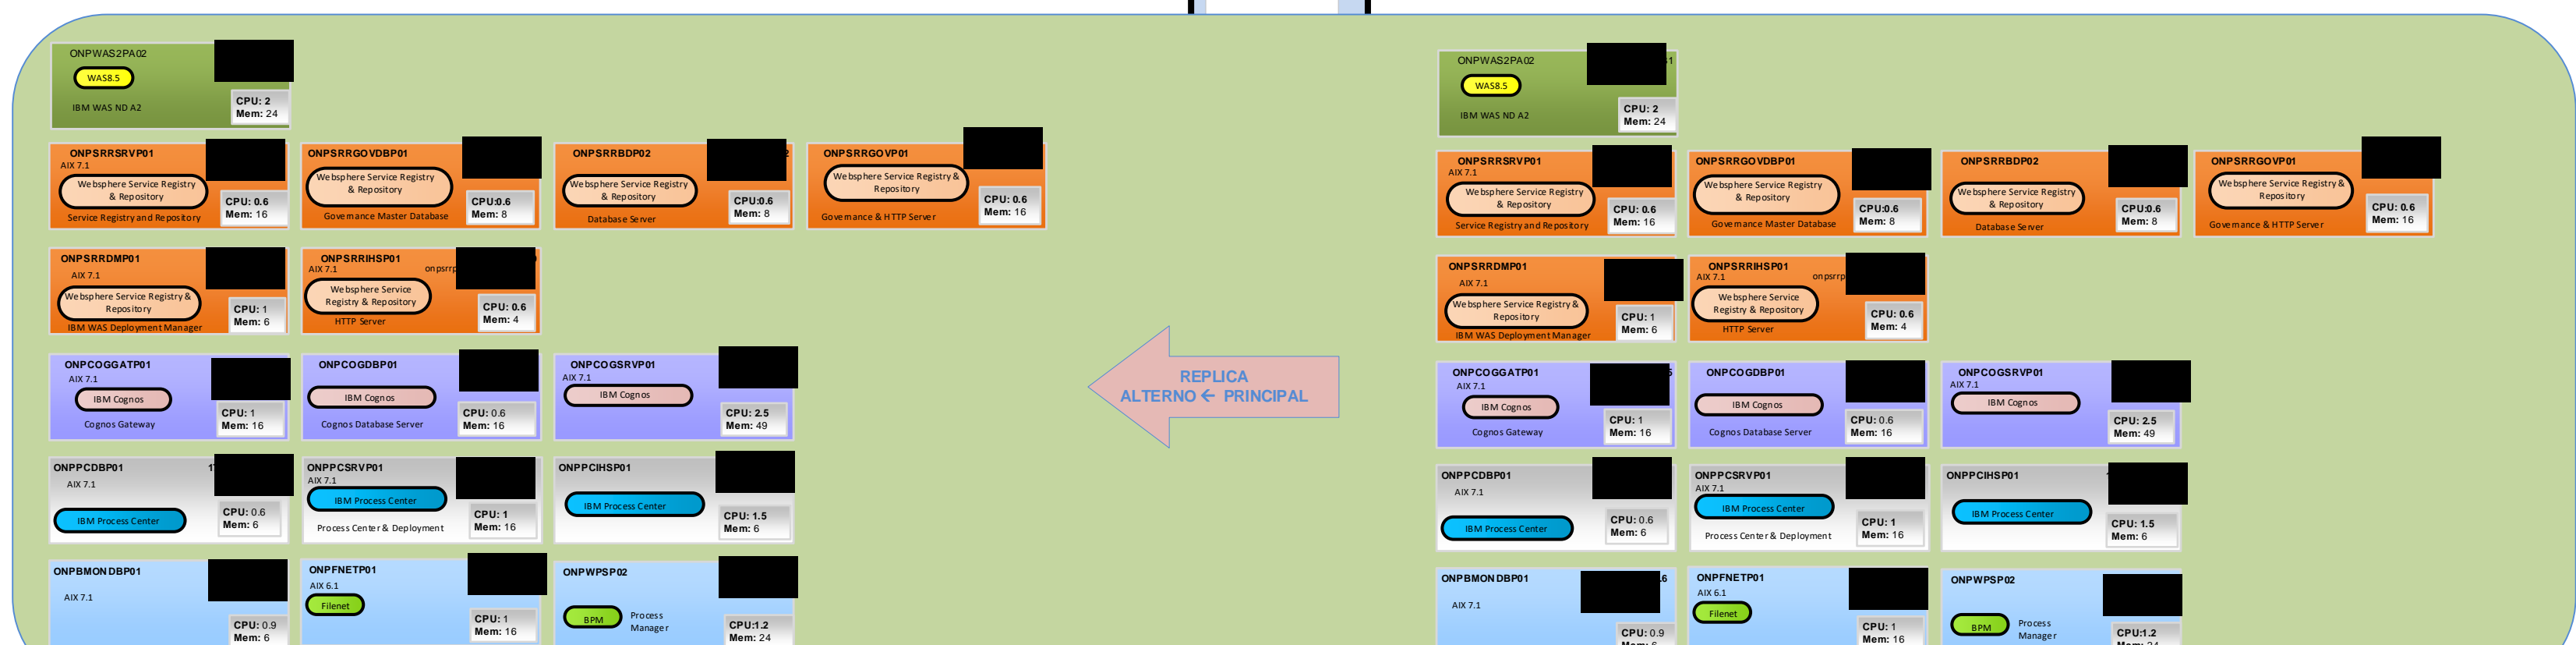 ONPWAS2PA02
WAS8.5
IBM WAS ND A2
CPU: 2
Mem: 24
ONPSRRSRVP01
AIX 7.1
Websphere Service Registry
& Repository
Service Registry and Repository
CPU: 0.6
Mem: 16
ONPSRRGOVDBP01
Websphere Service Registry
& Repository
Governance Master Database
CPU:0.6
Mem: 8
ONPSRRBDP02
Websphere Service Registry
& Repository
Database Server
CPU:0.6
Mem: 8
ONPSRRGOVP01
Websphere Service Registry &
Repository
Governance & HTTP Server
CPU: 0.6
Mem: 16
ONPSRRDMP01
AIX 7.1
Websphere Service Registry &
Repository
IBM WAS Deployment Manager
CPU: 1
Mem: 6
ONPSRRIHSP01
AIX 7.1
onpsrrp
Websphere Service
Registry & Repository
HTTP Server
CPU: 0.6
Mem: 4
ONPCOGGATP01
AIX 7.1
IBM Cognos
Cognos Gateway
CPU: 1
Mem: 16
ONPCOGDBP01
IBM Cognos
Cognos Database Server
CPU: 0.6
Mem: 16
ONPCOGSRVP01
AIX 7.1
IBM Cognos
CPU: 2.5
Mem: 49
ONPPCDBP01
AIX 7.1
IBM Process Center
CPU: 0.6
Mem: 6
ONPPCSRVP01
AIX 7.1
IBM Process Center
Process Center & Deployment
CPU: 1
Mem: 16
ONPPCIHSP01
IBM Process Center
CPU: 1.5
Mem: 6
ONPBMONDBP01
AIX 7.1
CPU: 0.9
Mem: 6
ONPFNETP01
AIX 6.1
Filenet
CPU: 1
Mem: 16
ONPWPSP02
BPM
Process
Manager
CPU:1.2
Mem: 24
REPLICA
ALTERNO ← PRINCIPAL
ONPWAS2PA02
WAS8.5
IBM WAS ND A2
CPU: 2
Mem: 24
ONPSRRSRVP01
AIX 7.1
Websphere Service Registry
& Repository
Service Registry and Repository
CPU: 0.6
Mem: 16
ONPSRRGOVDBP01
Websphere Service Registry
& Repository
Governance Master Database
CPU:0.6
Mem: 8
ONPSRRBDP02
Websphere Service Registry
& Repository
Database Server
CPU:0.6
Mem: 8
ONPSRRGOVP01
Websphere Service Registry &
Repository
Governance & HTTP Server
CPU: 0.6
Mem: 16
ONPSRRDMP01
AIX 7.1
Websphere Service Registry &
Repository
IBM WAS Deployment Manager
CPU: 1
Mem: 6
ONPSRRIHSP01
AIX 7.1
onpsrrp
Websphere Service
Registry & Repository
HTTP Server
CPU: 0.6
Mem: 4
ONPCOGGATP01
AIX 7.1
IBM Cognos
Cognos Gateway
CPU: 1
Mem: 16
ONPCOGDBP01
IBM Cognos
Cognos Database Server
CPU: 0.6
Mem: 16
ONPCOGSRVP01
AIX 7.1
IBM Cognos
CPU: 2.5
Mem: 49
ONPPCDBP01
AIX 7.1
IBM Process Center
CPU: 0.6
Mem: 6
ONPPCSRVP01
AIX 7.1
IBM Process Center
Process Center & Deployment
CPU: 1
Mem: 16
ONPPCIHSP01
IBM Process Center
CPU: 1.5
Mem: 6
ONPBMONDBP01
AIX 7.1
CPU: 0.9
ONPFNETP01
AIX 6.1
Filenet
CPU: 1
Mem: 16
ONPWPSP02
BPM
Process
Manager
CPU:1.2